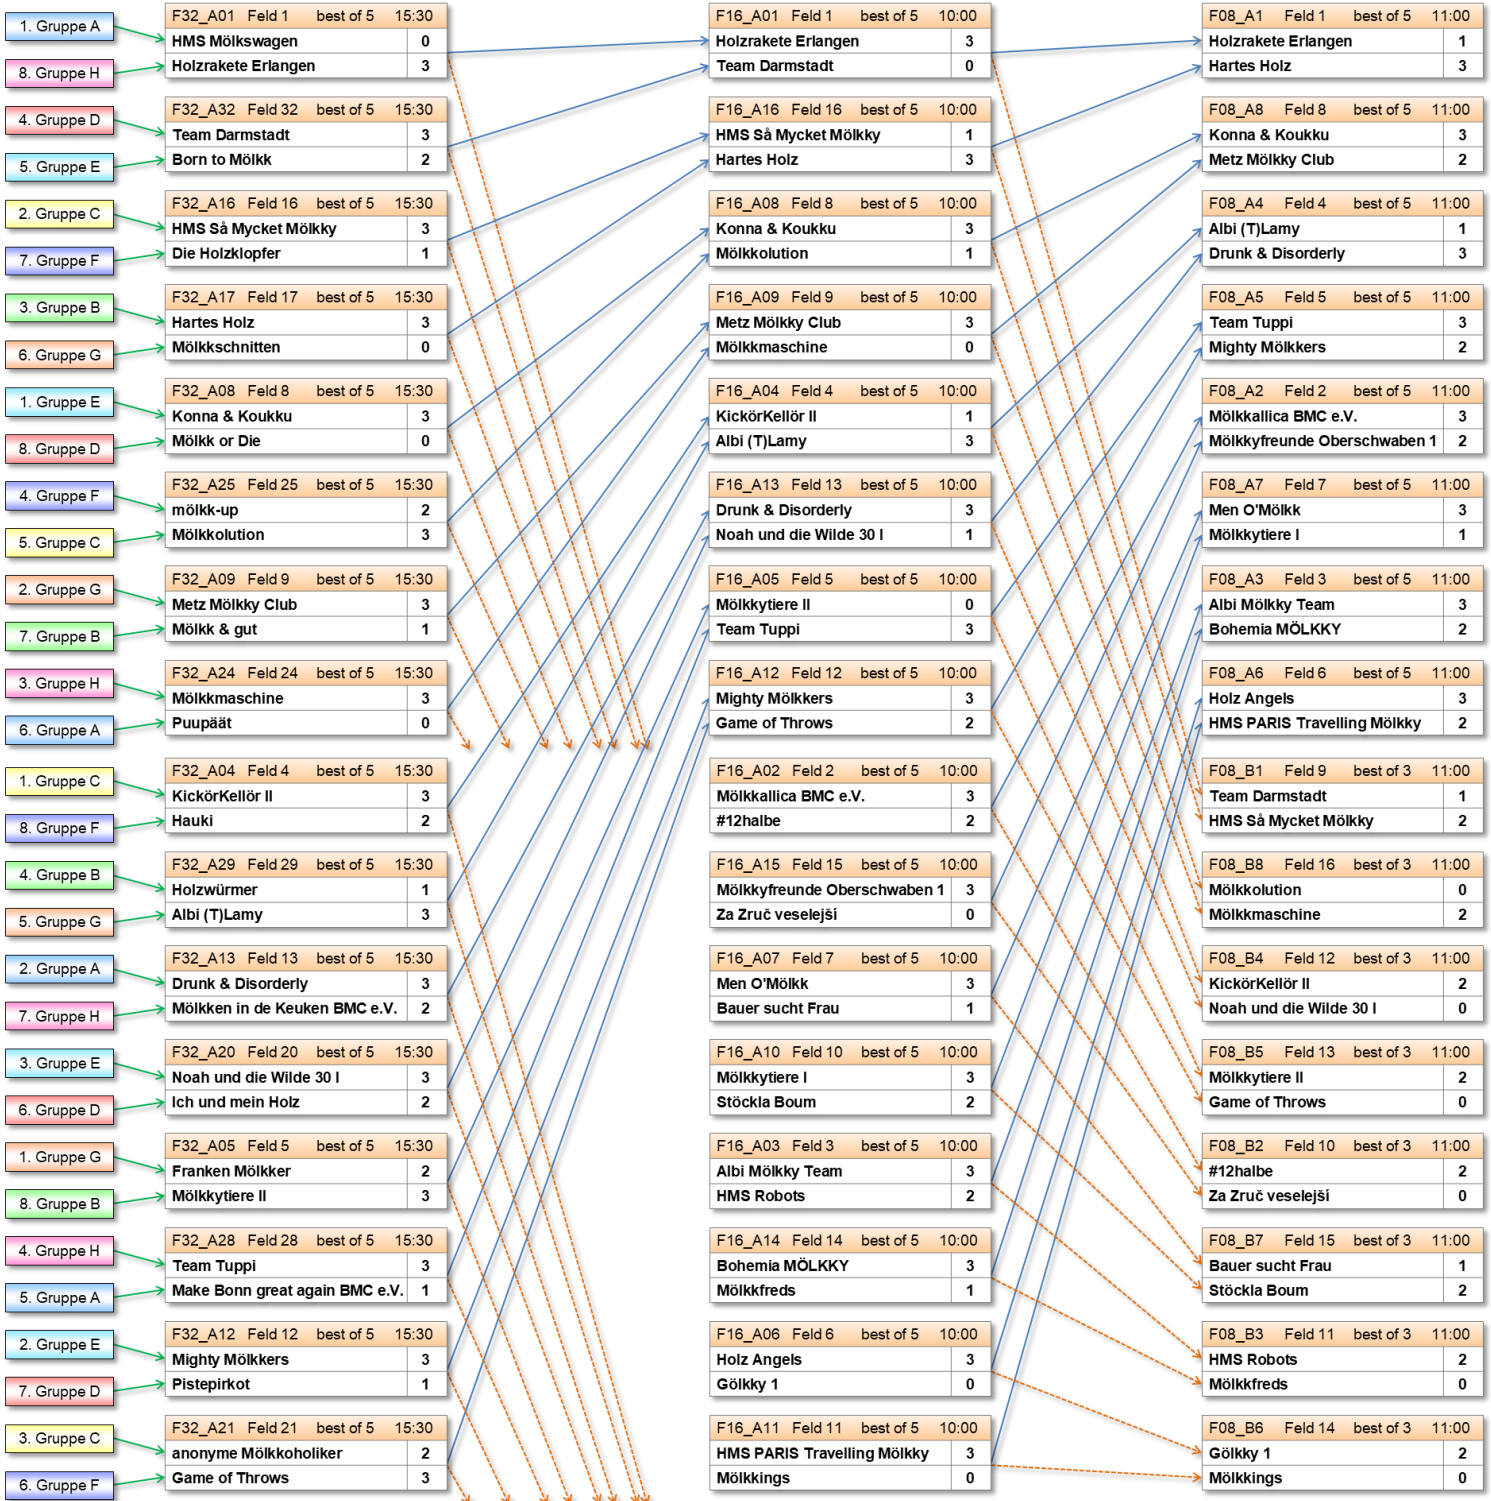 1. Gruppe A
8. Gruppe H
4. Gruppe D
5. Gruppe E
2. Gruppe C
7. Gruppe F
3. Gruppe B
6. Gruppe G
1. Gruppe E
8. Gruppe D
4. Gruppe F
5. Gruppe C
2. Gruppe G
7. Gruppe B
3. Gruppe H
6. Gruppe A
1. Gruppe C
8. Gruppe F
4. Gruppe B
5. Gruppe G
2. Gruppe A
7. Gruppe H
3. Gruppe E
6. Gruppe D
1. Gruppe G
8. Gruppe B
4. Gruppe H
5. Gruppe A
2. Gruppe E
7. Gruppe D
3. Gruppe C
6. Gruppe F
F32_A01 Feld 1 best of 5 15:30
HMS Mölkswagen 0
Holzrakete Erlangen 3
F32_A32 Feld 32 best of 5 15:30
Team Darmstadt 3
Born to Mölkk 2
F32_A16 Feld 16 best of 5 15:30
HMS Så Mycket Mölkky 3
Die Holzklopfer 1
F32_A17 Feld 17 best of 5 15:30
Hartes Holz 3
Mölkkschnitten 0
F32_A08 Feld 8 best of 5 15:30
Konna & Koukku 3
Mölkk or Die 0
F32_A25 Feld 25 best of 5 15:30
mölkk-up 2
Mölkkolution 3
F32_A09 Feld 9 best of 5 15:30
Metz Mölkky Club 3
Mölkk & gut 1
F32_A24 Feld 24 best of 5 15:30
Mölkkmaschine 3
Puupäät 0
F32_A04 Feld 4 best of 5 15:30
KickörKellör II 3
Hauki 2
F32_A29 Feld 29 best of 5 15:30
Holzwürmer 1
Albi (T)Lamy 3
F32_A13 Feld 13 best of 5 15:30
Drunk & Disorderly 3
Mölkken in de Keuken BMC e.V. 2
F32_A20 Feld 20 best of 5 15:30
Noah und die Wilde 30 I 3
Ich und mein Holz 2
F32_A05 Feld 5 best of 5 15:30
Franken Mölkker 2
Mölkkytiere II 3
F32_A28 Feld 28 best of 5 15:30
Team Tuppi 3
Make Bonn great again BMC e.V. 1
F32_A12 Feld 12 best of 5 15:30
Mighty Mölkkers 3
Pistepirkot 1
F32_A21 Feld 21 best of 5 15:30
anonyme Mölkkoholiker 2
Game of Throws 3
F16_A01 Feld 1 best of 5 10:00
Holzrakete Erlangen 3
Team Darmstadt 0
F16_A16 Feld 16 best of 5 10:00
HMS Så Mycket Mölkky 1
Hartes Holz 3
F16_A08 Feld 8 best of 5 10:00
Konna & Koukku 3
Mölkkolution 1
F16_A09 Feld 9 best of 5 10:00
Metz Mölkky Club 3
Mölkkmaschine 0
F16_A04 Feld 4 best of 5 10:00
KickörKellör II 1
Albi (T)Lamy 3
F16_A13 Feld 13 best of 5 10:00
Drunk & Disorderly 3
Noah und die Wilde 30 I 1
F16_A05 Feld 5 best of 5 10:00
Mölkkytiere II 0
Team Tuppi 3
F16_A12 Feld 12 best of 5 10:00
Mighty Mölkkers 3
Game of Throws 2
F16_A02 Feld 2 best of 5 10:00
Mölkkallica BMC e.V. 3
#12halbe 2
F16_A15 Feld 15 best of 5 10:00
Mölkkyfreunde Oberschwaben 1 3
Za Zruč veselejší 0
F16_A07 Feld 7 best of 5 10:00
Men O'Mölkk 3
Bauer sucht Frau 1
F16_A10 Feld 10 best of 5 10:00
Mölkkytiere I 3
Stöckla Boum 2
F16_A03 Feld 3 best of 5 10:00
Albi Mölkky Team 3
HMS Robots 2
F16_A14 Feld 14 best of 5 10:00
Bohemia MÖLKKY 3
Mölkkfreds 1
F16_A06 Feld 6 best of 5 10:00
Holz Angels 3
Gölkky 1 0
F16_A11 Feld 11 best of 5 10:00
HMS PARIS Travelling Mölkky 3
Mölkkings 0
F08_A1 Feld 1 best of 5 11:00
Holzrakete Erlangen 1
Hartes Holz 3
F08_A8 Feld 8 best of 5 11:00
Konna & Koukku 3
Metz Mölkky Club 2
F08_A4 Feld 4 best of 5 11:00
Albi (T)Lamy 1
Drunk & Disorderly 3
F08_A5 Feld 5 best of 5 11:00
Team Tuppi 3
Mighty Mölkkers 2
F08_A2 Feld 2 best of 5 11:00
Mölkkallica BMC e.V. 3
Mölkkyfreunde Oberschwaben 1 2
F08_A7 Feld 7 best of 5 11:00
Men O'Mölkk 3
Mölkkytiere I 1
F08_A3 Feld 3 best of 5 11:00
Albi Mölkky Team 3
Bohemia MÖLKKY 2
F08_A6 Feld 6 best of 5 11:00
Holz Angels 3
HMS PARIS Travelling Mölkky 2
F08_B1 Feld 9 best of 3 11:00
Team Darmstadt 1
HMS Så Mycket Mölkky 2
F08_B8 Feld 16 best of 3 11:00
Mölkkolution 0
Mölkkmaschine 2
F08_B4 Feld 12 best of 3 11:00
KickörKellör II 2
Noah und die Wilde 30 I 0
F08_B5 Feld 13 best of 3 11:00
Mölkkytiere II 2
Game of Throws 0
F08_B2 Feld 10 best of 3 11:00
#12halbe 2
Za Zruč veselejší 0
F08_B7 Feld 15 best of 3 11:00
Bauer sucht Frau 1
Stöckla Boum 2
F08_B3 Feld 11 best of 3 11:00
HMS Robots 2
Mölkkfreds 0
F08_B6 Feld 14 best of 3 11:00
Gölkky 1 2
Mölkkings 0